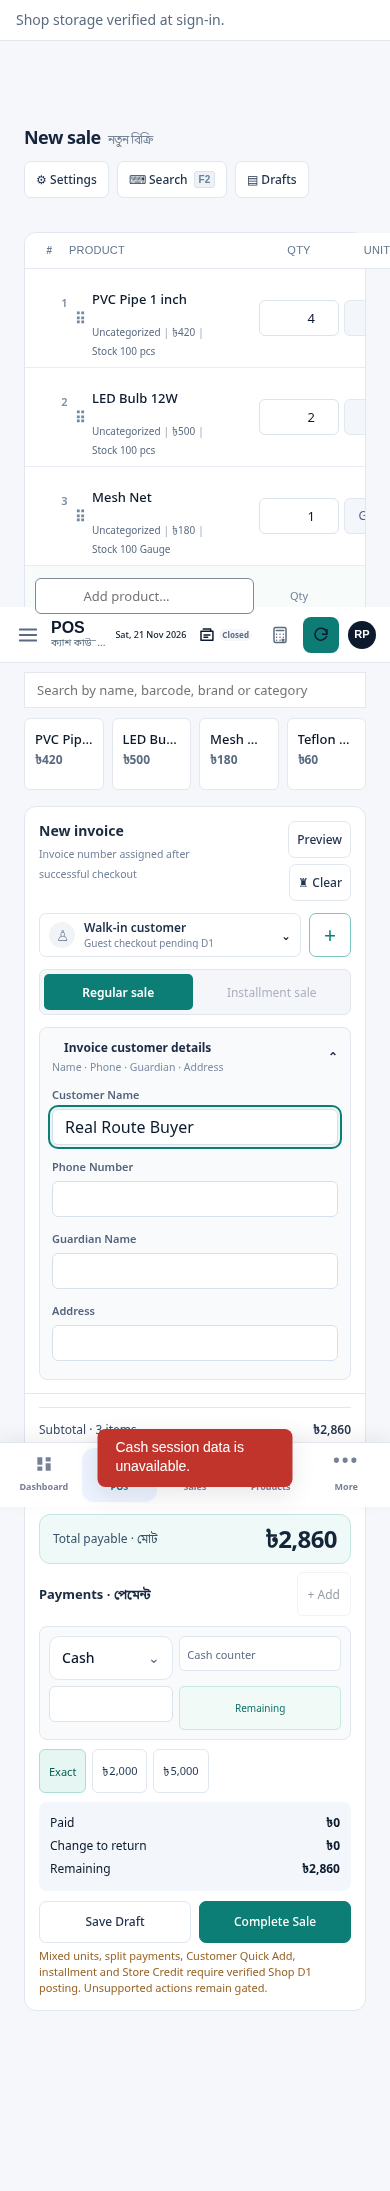 Shop storage verified at sign-in.
New sale নতুন বিক্রি
⚙ Settings
⌨ Search F2
▤ Drafts
# PRODUCT QTY UNIT
1 PVC Pipe 1 inch
Uncategorized | ৳420 |
Stock 100 pcs
4
2 LED Bulb 12W
Uncategorized | ৳500 |
Stock 100 pcs
2
3 Mesh Net
Uncategorized | ৳180 |
Stock 100 Gauge
1
Add product... Qty
POS
Sat, 21 Nov 2026
Closed
RP
Search by name, barcode, brand or category
PVC Pip... LED Bu... Mesh ... Teflon ...
৳420 ৳500 ৳180 ৳60
New invoice
Invoice number assigned after
successful checkout
Preview
♜ Clear
Walk-in customer
Guest checkout pending D1
+
Regular sale Installment sale
Invoice customer details
Name · Phone · Guardian · Address
Customer Name
Real Route Buyer
Phone Number
Guardian Name
Address
Subtotal · 3 items ৳2,860
Cash session data is
unavailable.
Dashboard POS Sales Products More
Total payable · মোট ৳2,860
Payments · পেমেন্ট + Add
Cash
Cash counter
Remaining
Exact ৳2,000 ৳5,000
Paid ৳0
Change to return ৳0
Remaining ৳2,860
Save Draft Complete Sale
Mixed units, split payments, Customer Quick Add,
installment and Store Credit require verified Shop D1
posting. Unsupported actions remain gated.